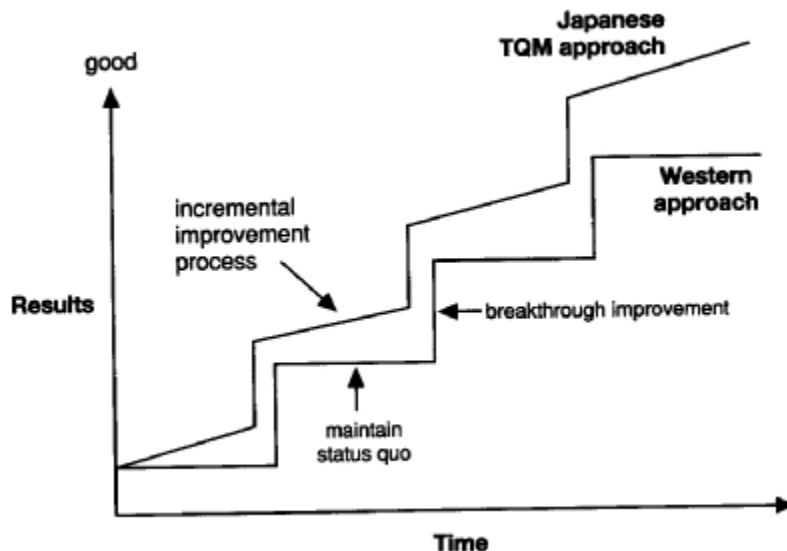 Japanese
TQM approach
good
Western
approach
incremental
improvement
process
Results
breakthrough improvement
maintain
status quo
Time